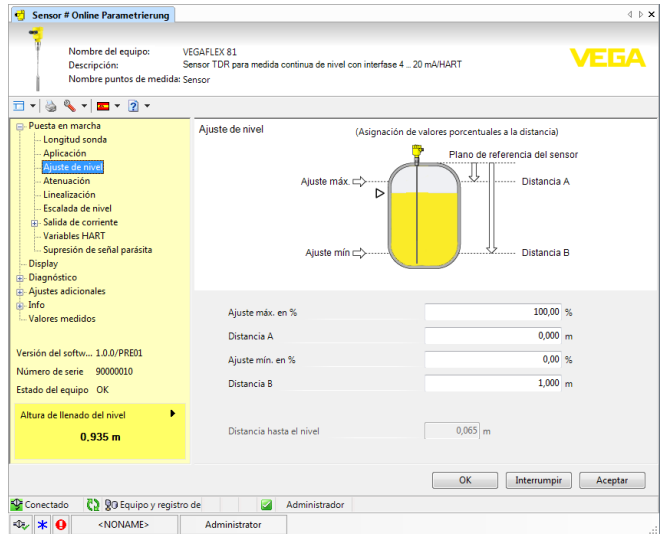 Sensor # Online Parametrierung
Nombre del equipo: VEGAFLEX 81
Descripción: Sensor TDR para medida continua de nivel con interfase 4 .. 20 mA/HART
Nombre puntos de medida: Sensor
VEGA
Puesta en marcha
Longitud sonda
Aplicación
Ajuste de nivel
Atenuación
Linealización
Escalada de nivel
Salida de corriente
Variables HART
Supresión de señal parásita
Display
Diagnóstico
Ajustes adicionales
Info
Valores medidos
Versión del softw... 1.0.0/PRE01
Número de serie 90000010
Estado del equipo OK
Altura de llenado del nivel
0,935 m
Ajuste de nivel
(Asignación de valores porcentuales a la distancia)
Plano de referencia del sensor
Ajuste máx.
Distancia A
Ajuste mín
Distancia B
Ajuste máx. en % 100,00 %
Distancia A 0,000 m
Ajuste mín. en % 0,00 %
Distancia B 1,000 m
Distancia hasta el nivel 0,065 m
OK Interrumpir Aceptar
Conectado Equipo y registro de Administrador
<NONAME> Administrator